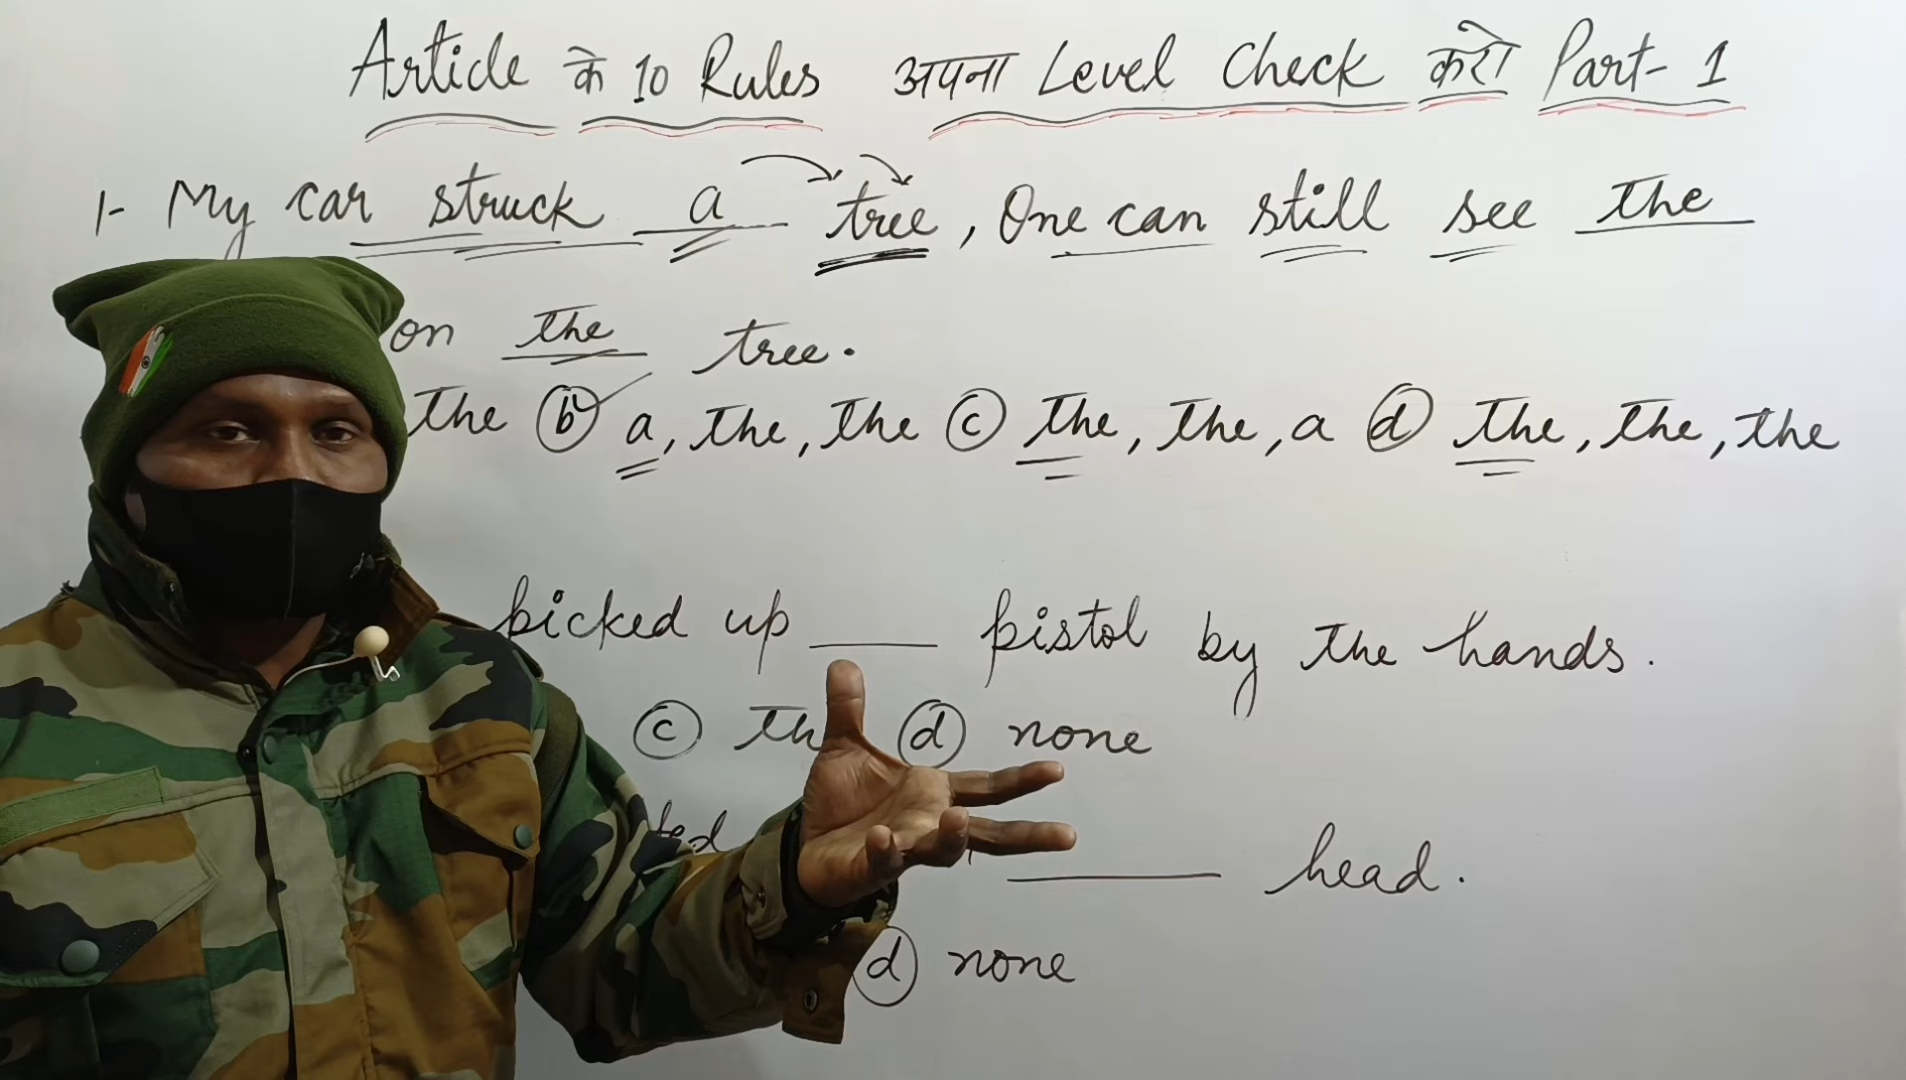 Article के 10 Rules अपना Level Check करो Part-1
1- My car struck a tree, One can still see the
on the tree.
the (b) a, the, the (c) the, the, a (d) the, the, the
picked up ____ pistol by the hands.
(c) th (d) none
ted ____ head.
(d) none